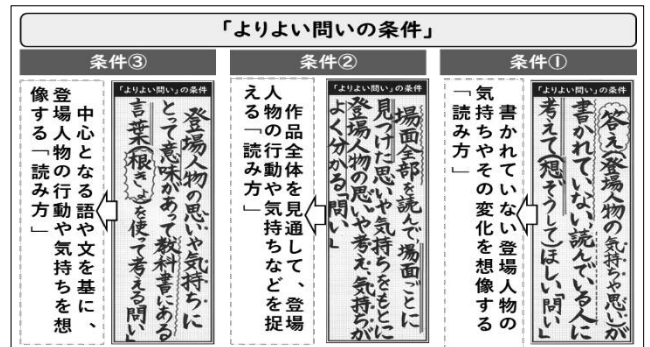 「よりよい問いの条件」
条件①
「よりよい問い」の条件
答え(登場人物の気持ちや思い)が
書かれていない、読んでいる人に
考えて(想ぞうして)ほしい「問い」
書かれていない登場人物の
気持ちやその変化を想像する
「読み方」
条件②
「よりよい問い」の条件
場面全部を読んで場面ごとに
見つけた思いや気持ちをもとに
登場人物の思いや考え、気持ちが
よく分かる「問い」
作品全体を見通して、登場
人物の行動や気持ちなどを捉
える「読み方」
条件③
「よりよい問い」の条件
登場人物の思いや気持ちに
とって意味があって教科書にある
言葉(根きょ)を使って考える問い」
中心となる語や文を基に、
登場人物の行動や気持ちを想
像する「読み方」